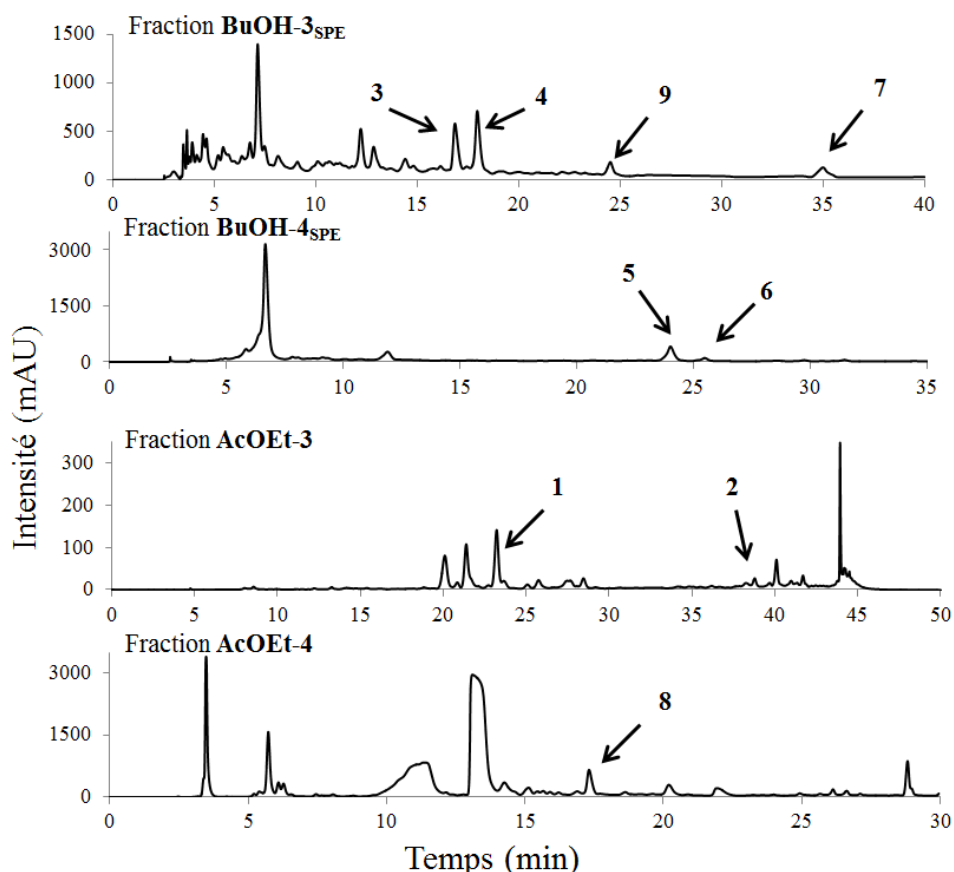 Fraction BuOH-3SPE
1500
1000
500
0
3
4
9
7
0 5 10 15 20 25 30 35 40
Fraction BuOH-4SPE
3000
1500
0
5
6
0 5 10 15 20 25 30 35
Fraction AcOEt-3
300
200
100
0
1
2
0 5 10 15 20 25 30 35 40 45 50
Fraction AcOEt-4
3000
1500
0
8
0 5 10 15 20 25 30
Intensité (mAU)
Temps (min)